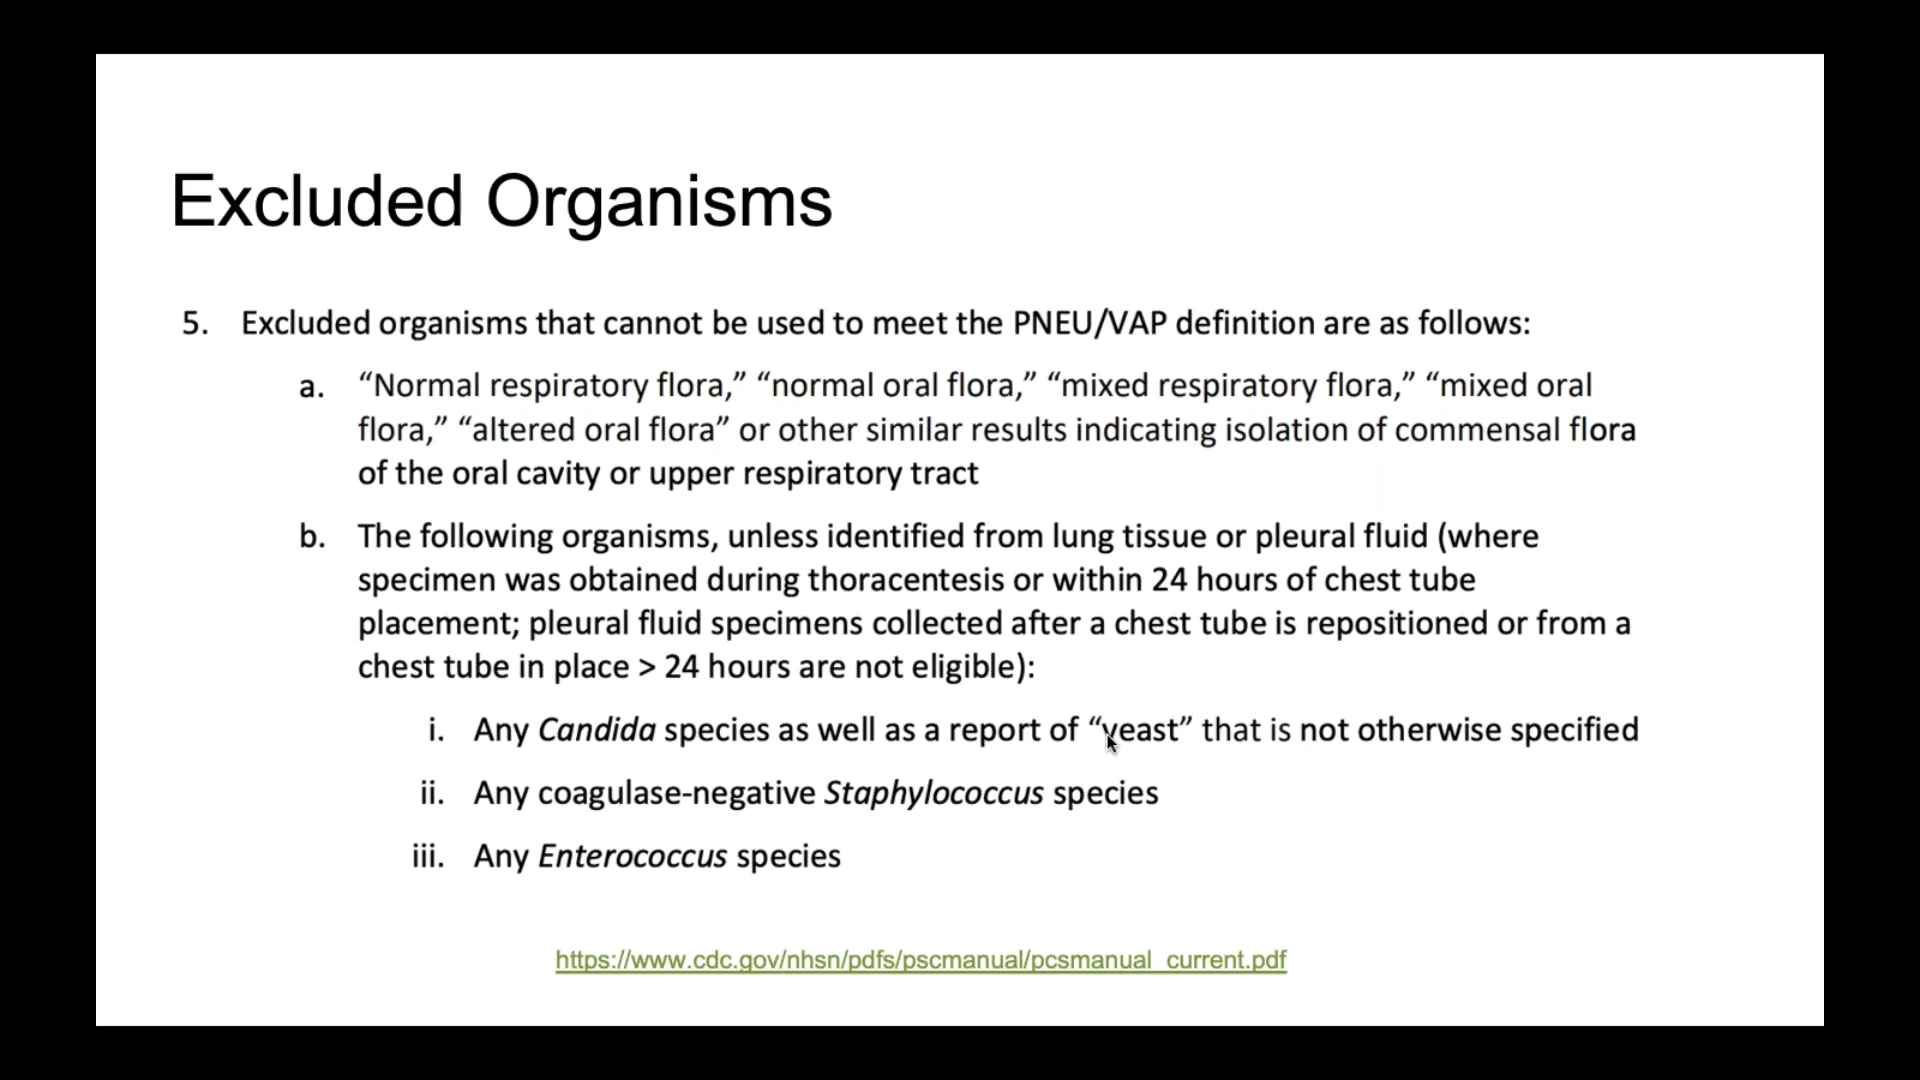 Excluded Organisms
5. Excluded organisms that cannot be used to meet the PNEU/VAP definition are as follows:
a. “Normal respiratory flora,” “normal oral flora,” “mixed respiratory flora,” “mixed oral
flora,” “altered oral flora” or other similar results indicating isolation of commensal flora
of the oral cavity or upper respiratory tract
b. The following organisms, unless identified from lung tissue or pleural fluid (where
specimen was obtained during thoracentesis or within 24 hours of chest tube
placement; pleural fluid specimens collected after a chest tube is repositioned or from a
chest tube in place > 24 hours are not eligible):
i. Any Candida species as well as a report of “yeast” that is not otherwise specified
ii. Any coagulase-negative Staphylococcus species
iii. Any Enterococcus species
https://www.cdc.gov/nhsn/pdfs/pscmanual/pcsmanual_current.pdf